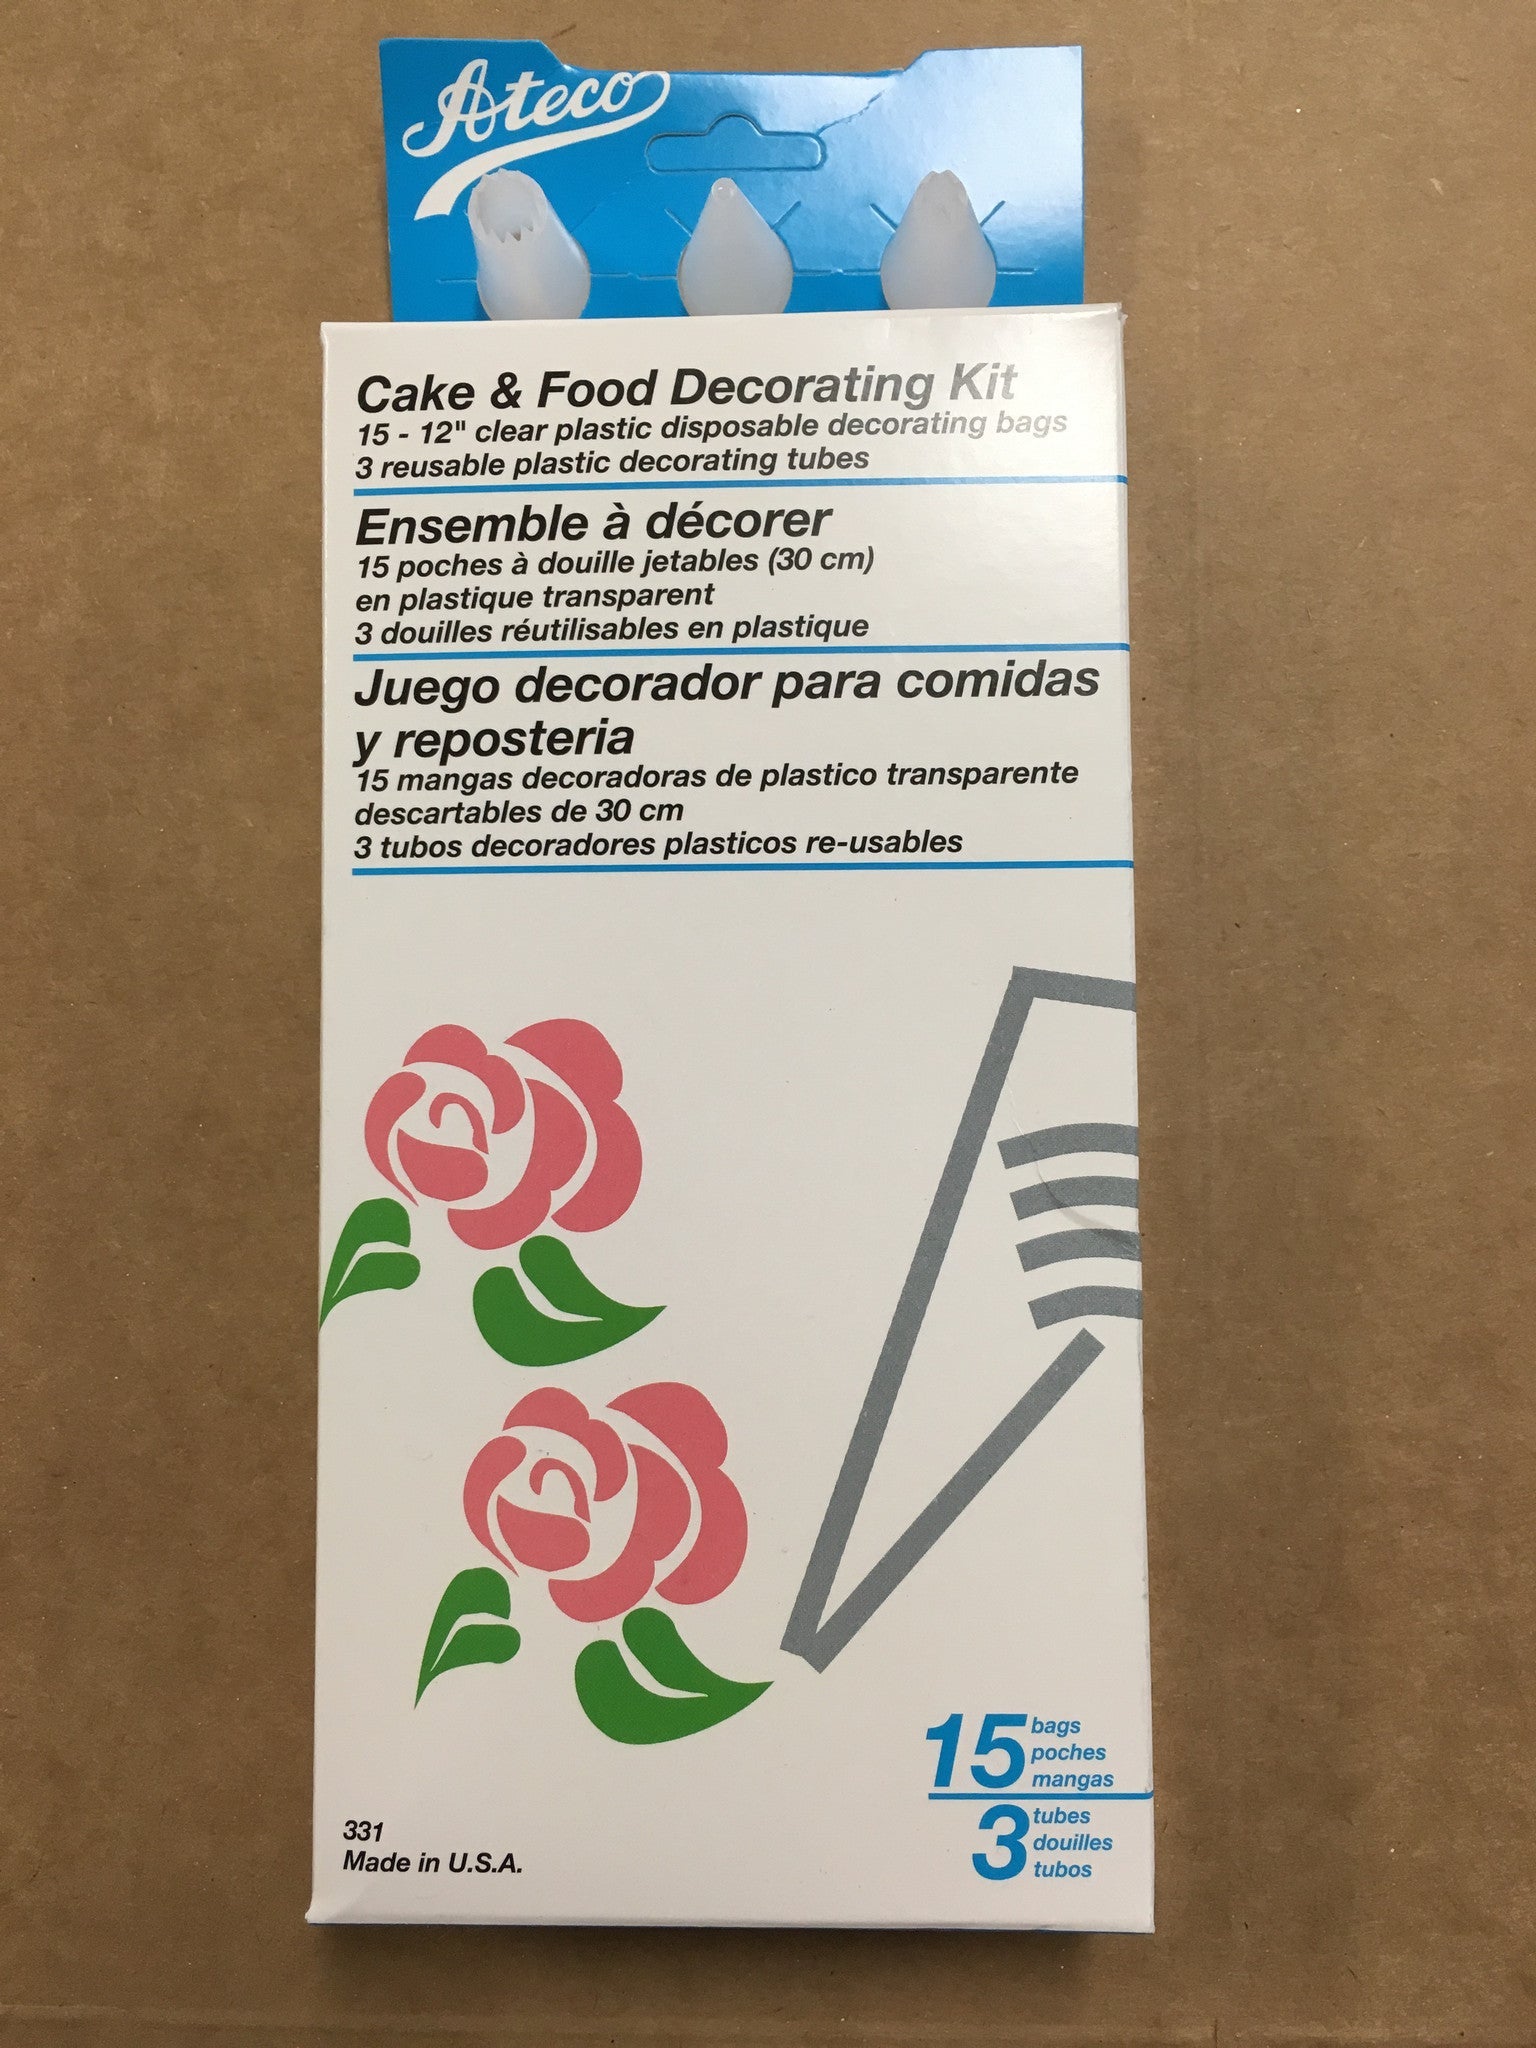 Ateco
Cake & Food Decorating Kit
15 - 12" clear plastic disposable decorating bags
3 reusable plastic decorating tubes
Ensemble à décorer
15 poches à douille jetables (30 cm)
en plastique transparent
3 douilles réutilisables en plastique
Juego decorador para comidas
y reposteria
15 mangas decoradoras de plastico transparente
descartables de 30 cm
3 tubos decoradores plasticos re-usables
15 bags
poches
mangas
3 tubes
douilles
tubos
331
Made in U.S.A.